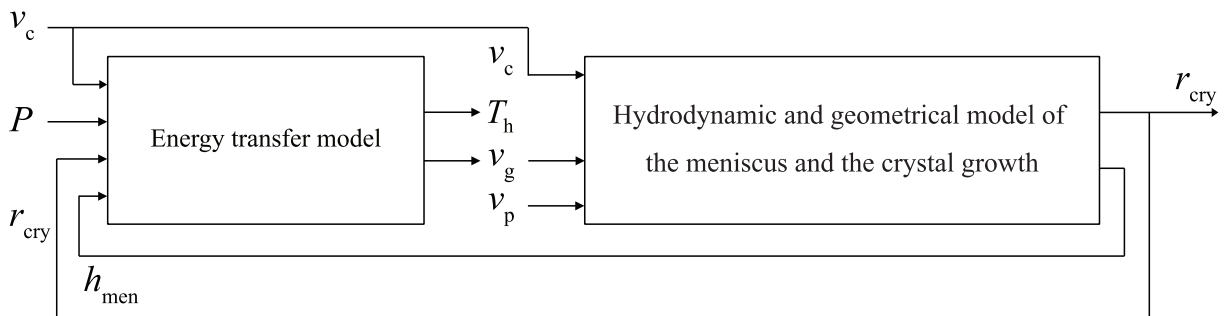 v_c
P
r_cry
h_men
Energy transfer model
T_h
v_g
v_c
v_p
Hydrodynamic and geometrical model of
the meniscus and the crystal growth
r_cry